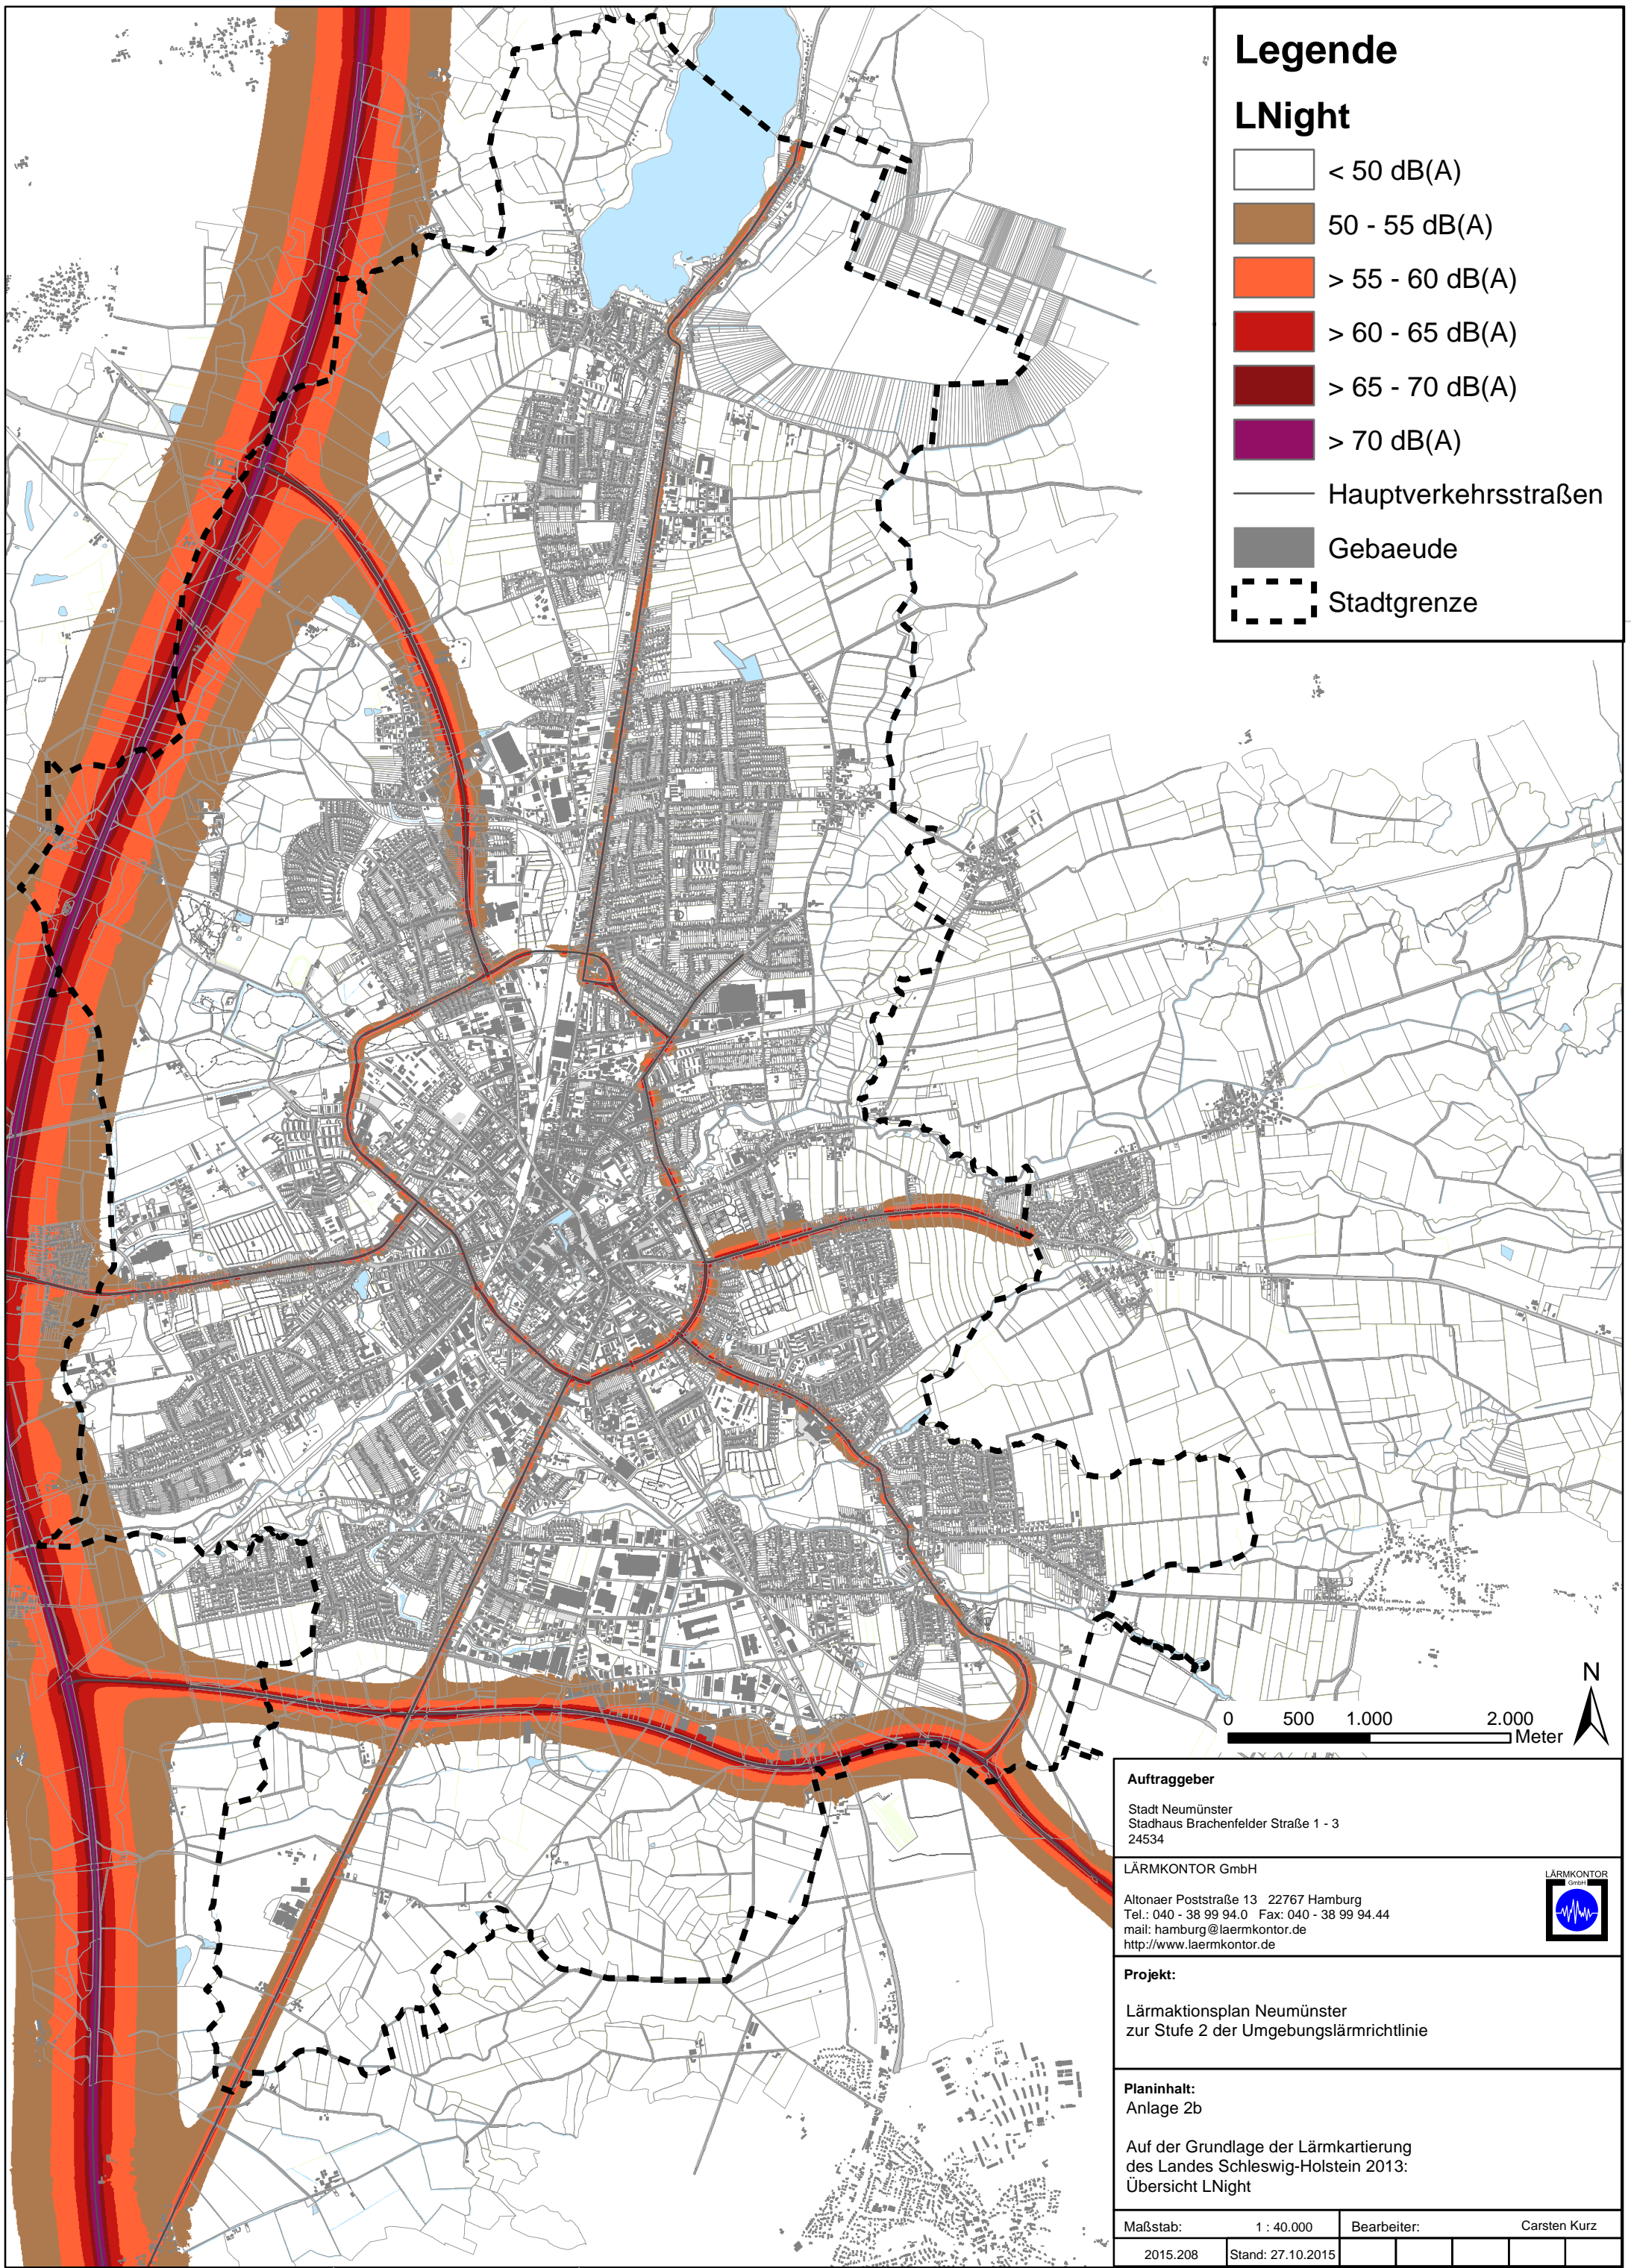 Legende
LNight
< 50 dB(A)
50 - 55 dB(A)
> 55 - 60 dB(A)
> 60 - 65 dB(A)
> 65 - 70 dB(A)
> 70 dB(A)
Hauptverkehrsstraßen
Gebaeude
Stadtgrenze
N
0 500 1.000 2.000
Meter
Auftraggeber
Stadt Neumünster
Stadhaus Brachenfelder Straße 1 - 3
24534
LÄRMKONTOR GmbH
Altonaer Poststraße 13 22767 Hamburg
Tel.: 040 - 38 99 94.0 Fax: 040 - 38 99 94.44
mail: hamburg@laermkontor.de
http://www.laermkontor.de
LÄRMKONTOR
GmbH
Projekt:
Lärmaktionsplan Neumünster
zur Stufe 2 der Umgebungslärmrichtlinie
Planinhalt:
Anlage 2b
Auf der Grundlage der Lärmkartierung
des Landes Schleswig-Holstein 2013:
Übersicht LNight
Maßstab: 1 : 40.000 Bearbeiter: Carsten Kurz
2015.208 Stand: 27.10.2015